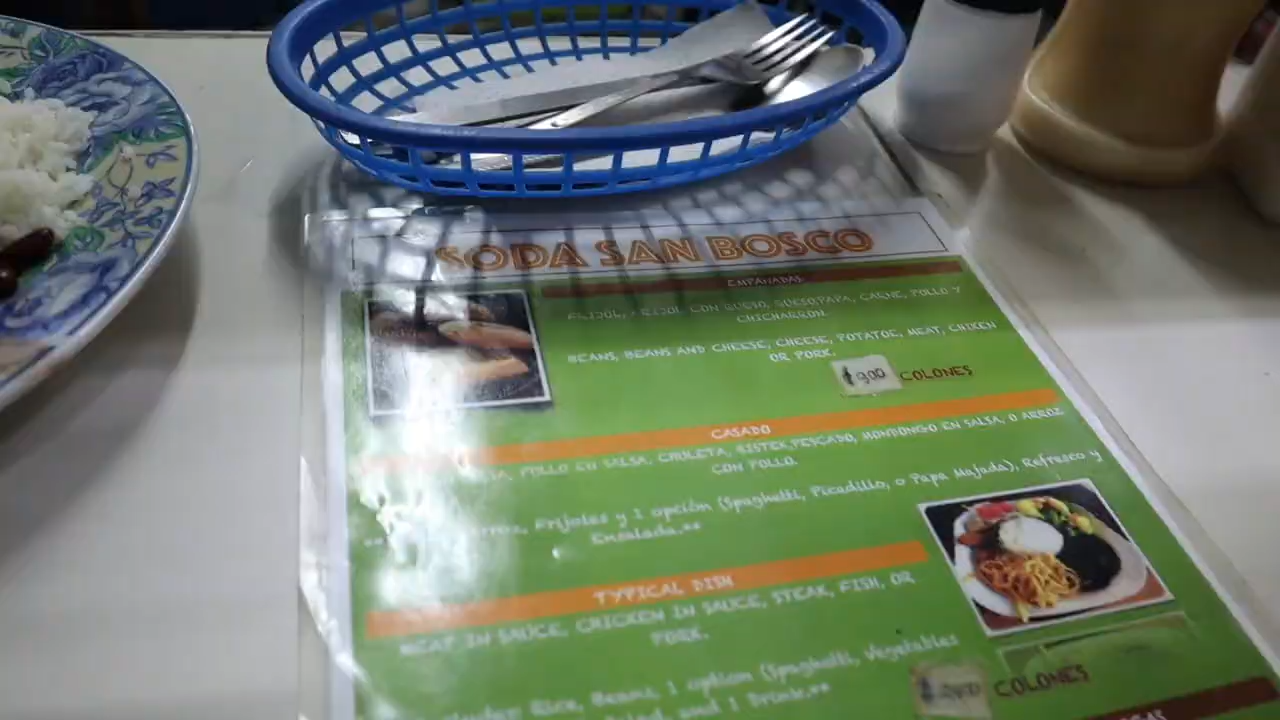 SODA SAN BOSCO
EMPANADAS
FRIJOL, FRIJOL CON QUESO, QUESO,PAPA, CARNE, POLLO Y
CHICHARRON.
BEANS, BEANS AND CHEESE, CHEESE, POTATOE, MEAT, CHIKEN
OR PORK.
900 COLONES
CASADO
SALSA, POLLO EN SALSA, CHULETA, BISTEK,PESCADO, MONDONGO EN SALSA, O ARROZ
CON POLLO.
Arroz, Frijoles y 1 opción (Spaghetti, Picadillo, o Papa Majada), Refresco y
Ensalada.**
TYPICAL DISH
MEAT IN SAUCE, CHICKEN IN SAUCE, STEAK, FISH, OR
PORK.
Rice, Beans, 1 option (Spaghetti, Vegetables
and 1 Drink.**
COLONES